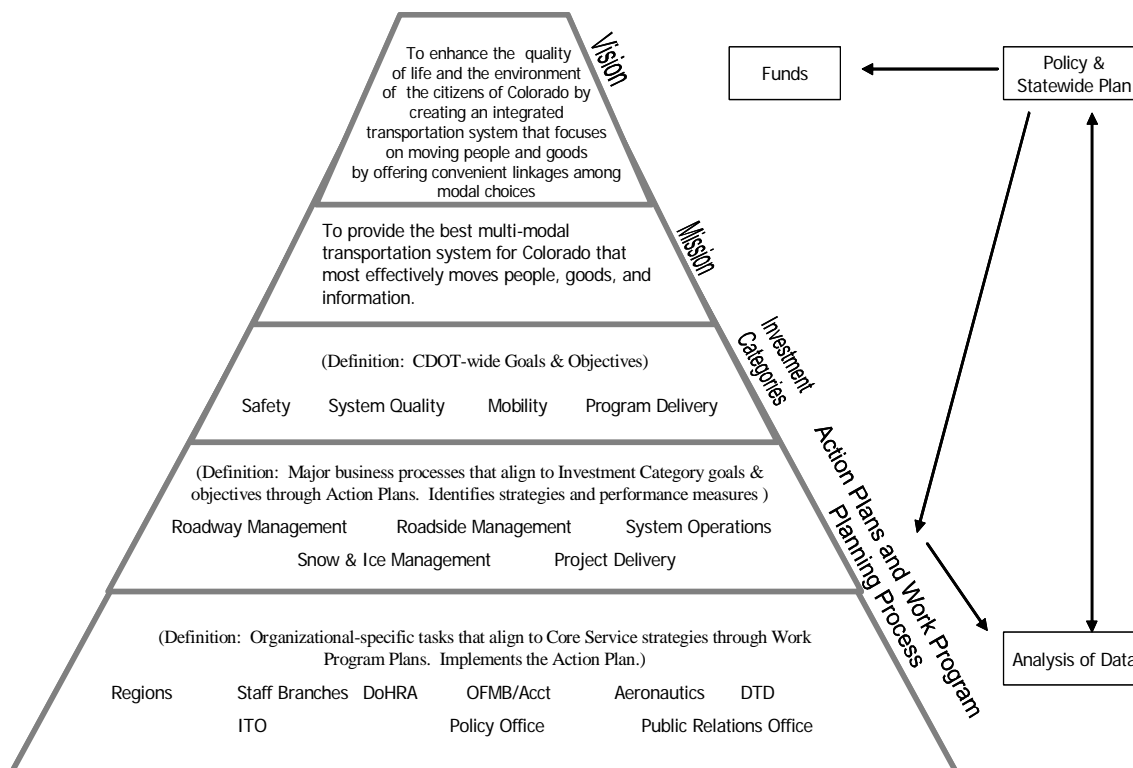 To enhance the quality
of life and the environment
of the citizens of Colorado by
creating an integrated
transportation system that focuses
on moving people and goods
by offering convenient linkages among
modal choices
Vision
Funds
Policy &
Statewide Plan
To provide the best multi-modal
transportation system for Colorado that
most effectively moves people, goods, and
information.
Mission
(Definition: CDOT-wide Goals & Objectives)
Safety System Quality Mobility Program Delivery
Investment
Categories
(Definition: Major business processes that align to Investment Category goals &
objectives through Action Plans. Identifies strategies and performance measures )
Roadway Management Roadside Management System Operations
Snow & Ice Management Project Delivery
Action Plans and Work Program
Planning Process
(Definition: Organizational-specific tasks that align to Core Service strategies through Work
Program Plans. Implements the Action Plan.)
Regions Staff Branches DoHRA OFMB/Acct Aeronautics DTD
ITO Policy Office Public Relations Office
Analysis of Data